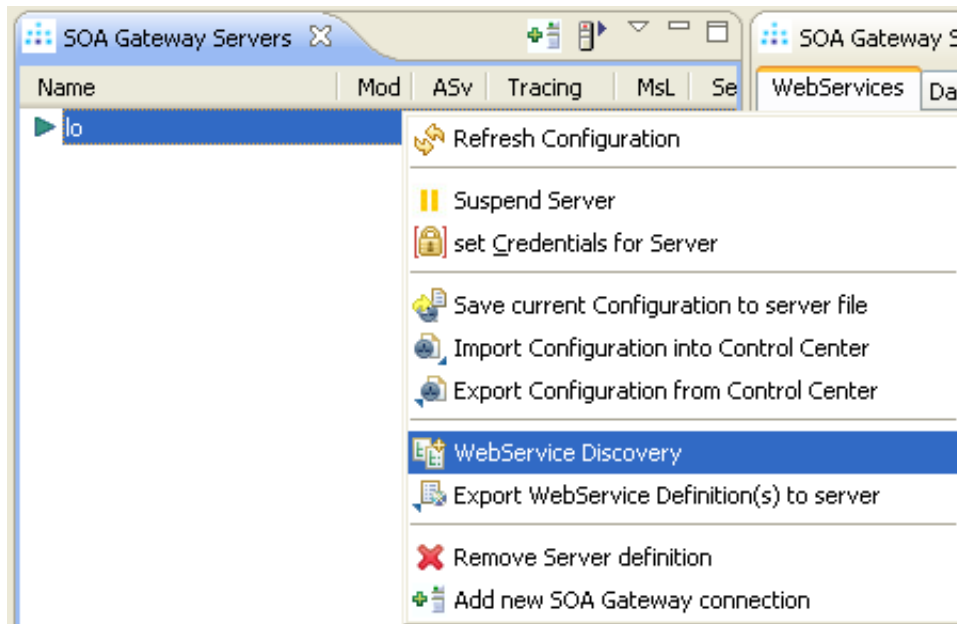 SOA Gateway Servers
SOA Gateway S
Name Mod ASv Tracing MsL Se
WebServices Da
lo
Refresh Configuration
Suspend Server
set Credentials for Server
Save current Configuration to server file
Import Configuration into Control Center
Export Configuration from Control Center
WebService Discovery
Export WebService Definition(s) to server
Remove Server definition
Add new SOA Gateway connection